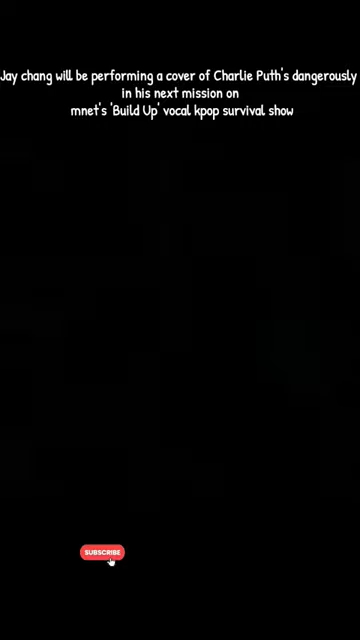 Jay chang will be performing a cover of Charlie Puth's dangerously
in his next mission on
mnet's 'Build Up' vocal kpop survival show
SUBSCRIBE